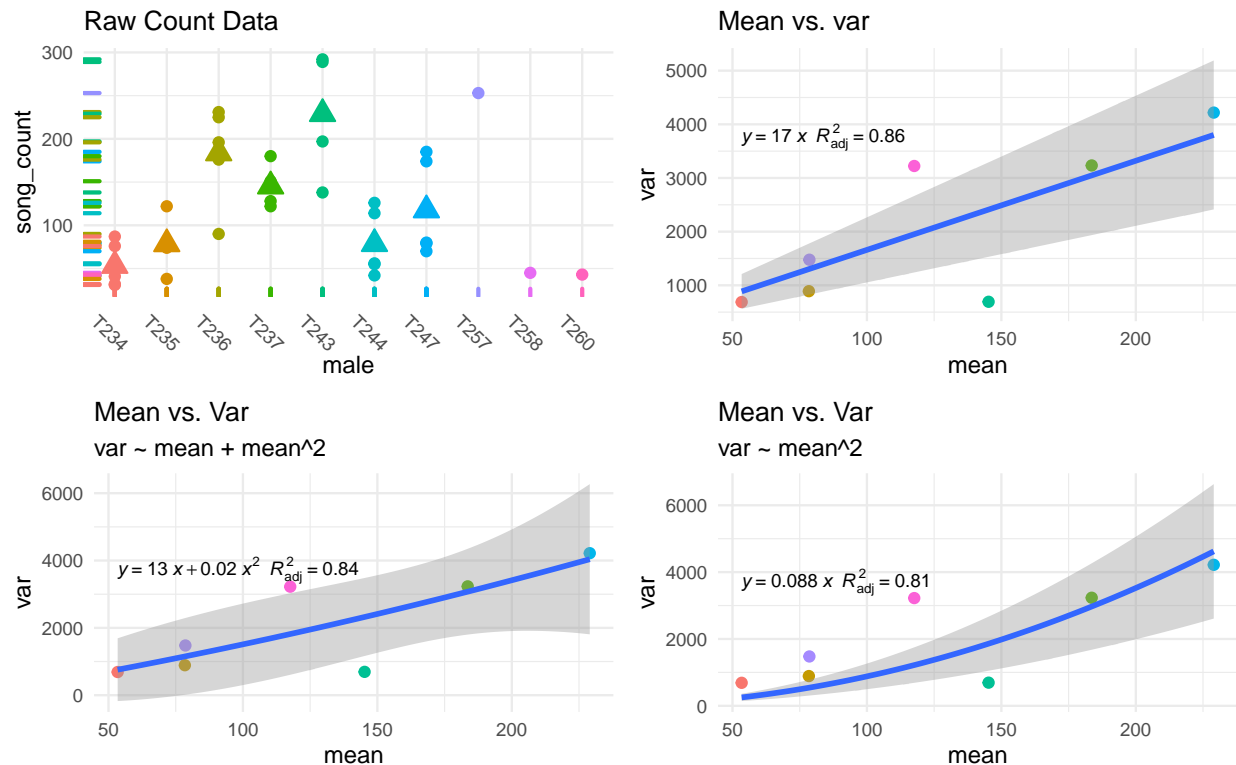 Raw Count Data
300
200
100
song_count
T234
T235
T236
T237
T243
T244
T247
T257
T258
T260
male
Mean vs. var
5000
4000
3000
2000
1000
var
y = 17 x R²adj = 0.86
50
100
150
200
mean
Mean vs. Var
var ~ mean + mean^2
6000
4000
2000
0
var
y = 13 x + 0.02 x² R²adj = 0.84
50
100
150
200
mean
Mean vs. Var
var ~ mean^2
6000
4000
2000
0
var
y = 0.088 x R²adj = 0.81
50
100
150
200
mean